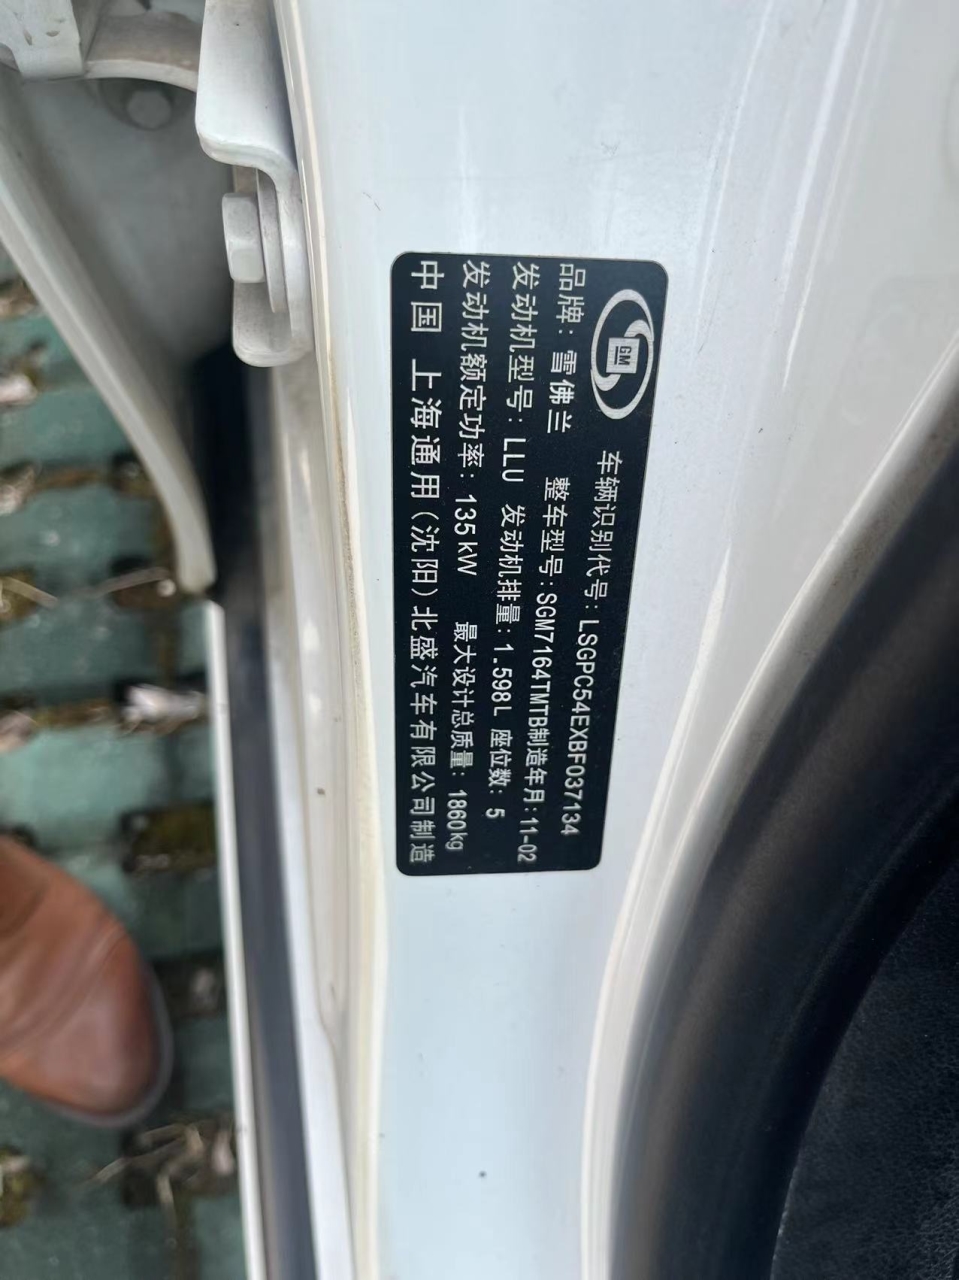 GM
车辆识别代号:LSGPC54EXBF037134
品牌:雪佛兰 整车型号:SGM7164TMTB制造年月:11-02
发动机型号:LLU 发动机排量:1.598L 座位数:5
发动机额定功率:135kW 最大设计总质量:1860kg
中国 上海通用(沈阳)北盛汽车有限公司制造